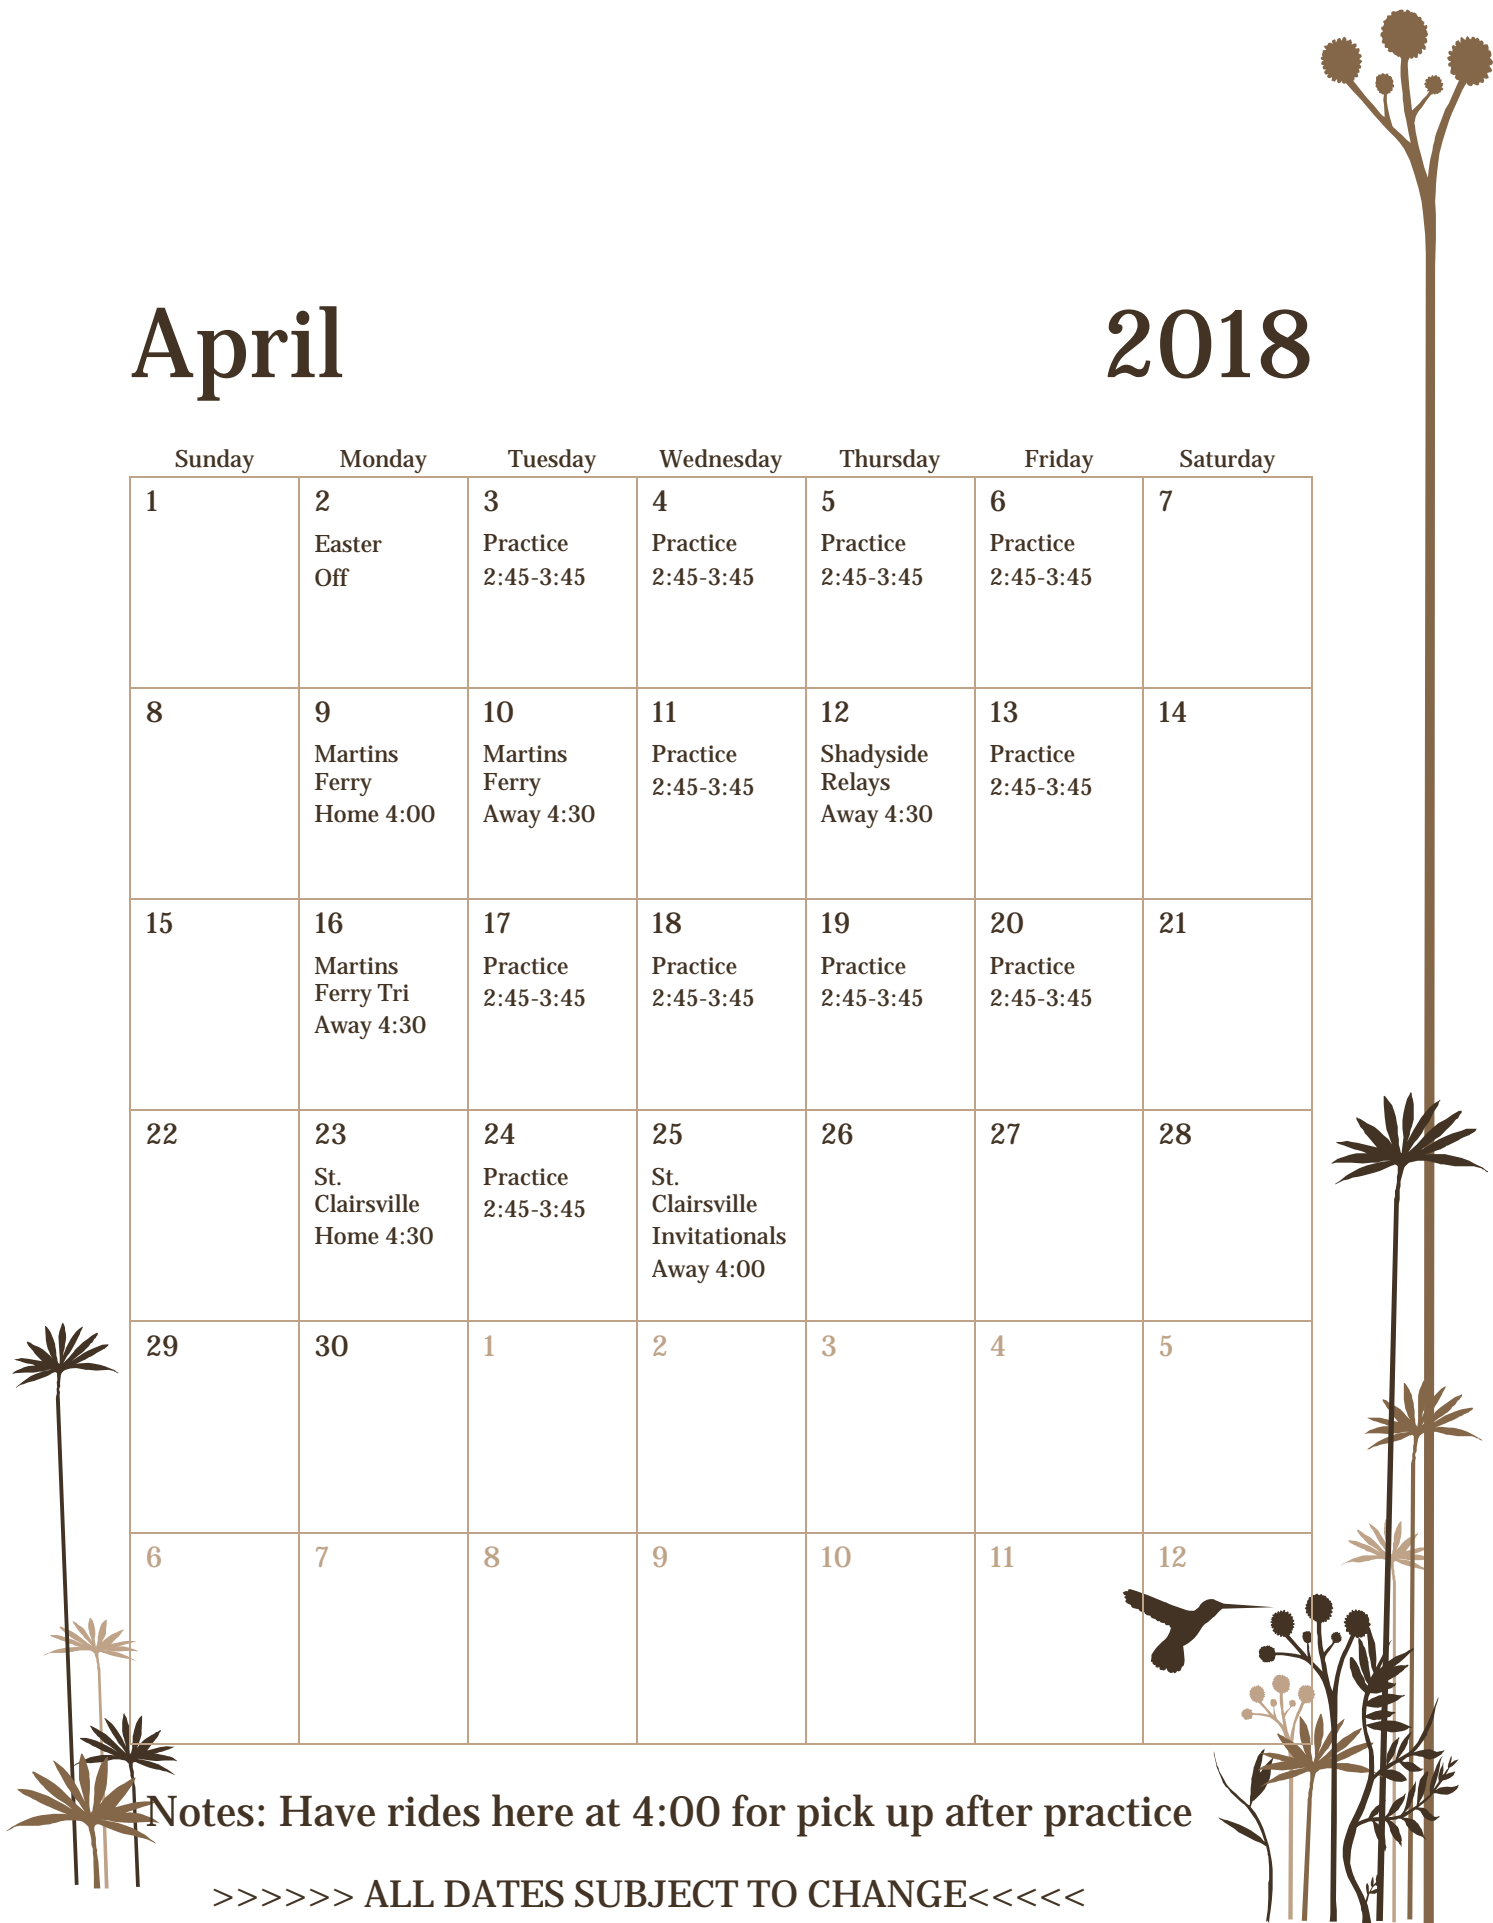 April 2018
Sunday Monday Tuesday Wednesday Thursday Friday Saturday
1
2
Easter
Off
3
Practice
2:45-3:45
4
Practice
2:45-3:45
5
Practice
2:45-3:45
6
Practice
2:45-3:45
7
8
9
Martins
Ferry
Home 4:00
10
Martins
Ferry
Away 4:30
11
Practice
2:45-3:45
12
Shadyside
Relays
Away 4:30
13
Practice
2:45-3:45
14
15
16
Martins
Ferry Tri
Away 4:30
17
Practice
2:45-3:45
18
Practice
2:45-3:45
19
Practice
2:45-3:45
20
Practice
2:45-3:45
21
22
23
St.
Clairsville
Home 4:30
24
Practice
2:45-3:45
25
St.
Clairsville
Invitationals
Away 4:00
26
27
28
29
30
1
2
3
4
5
6
7
8
9
10
11
12
Notes: Have rides here at 4:00 for pick up after practice
>>>>>> ALL DATES SUBJECT TO CHANGE<<<<<